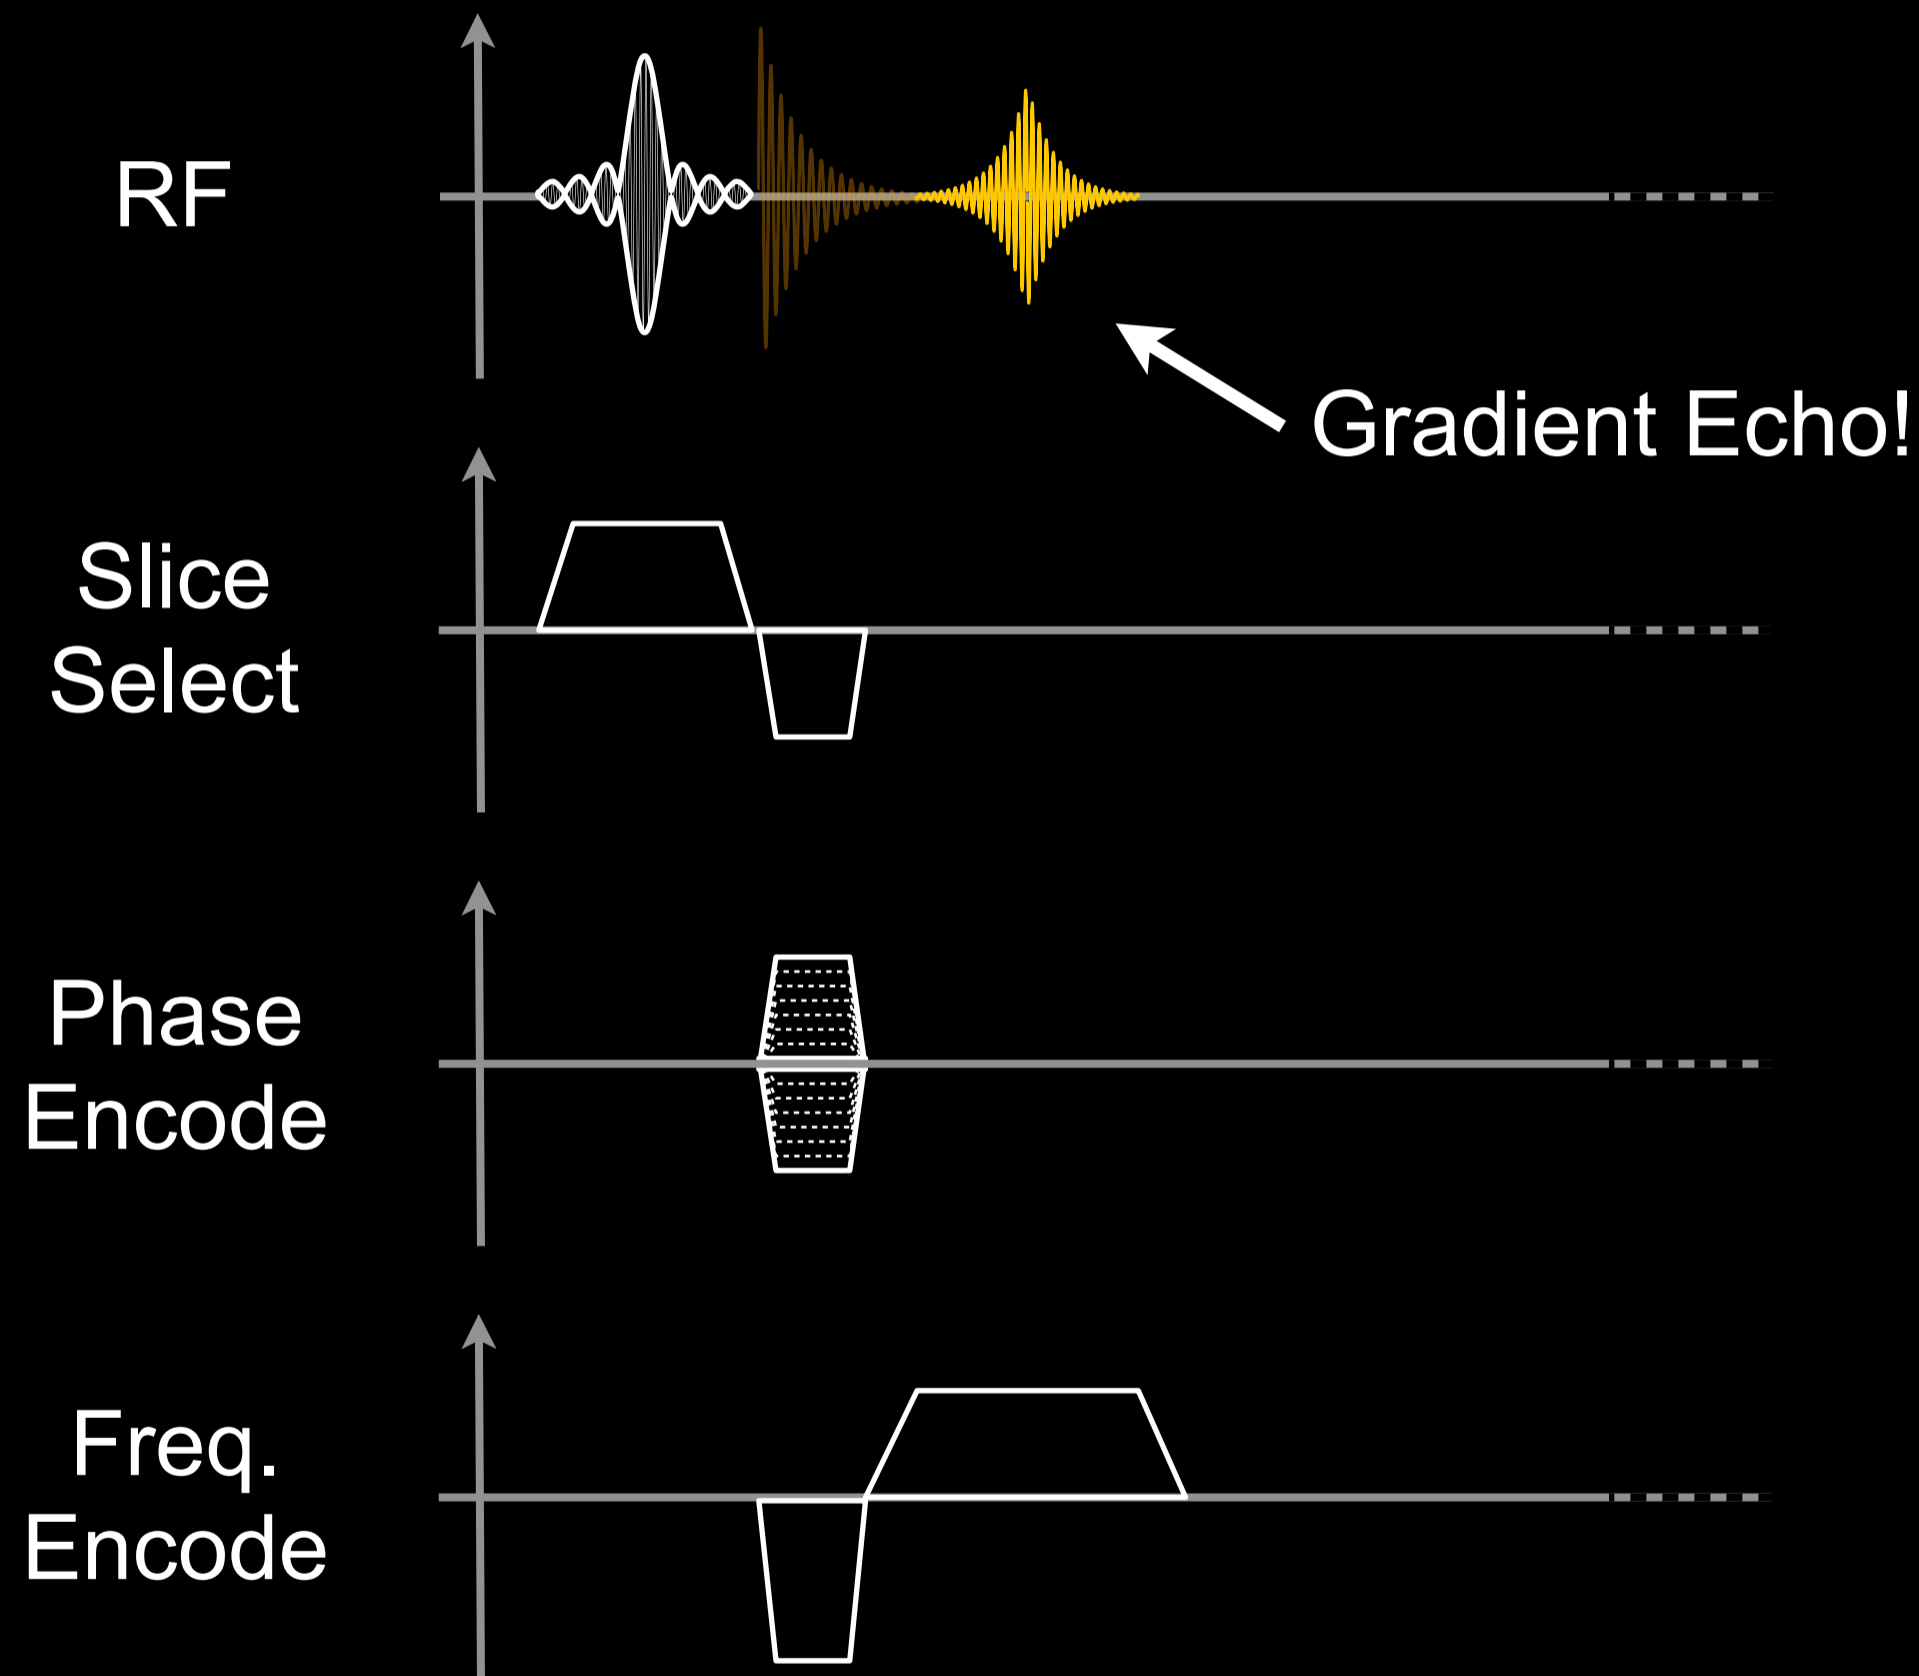 RF
Gradient Echo!
Slice
Select
Phase
Encode
Freq.
Encode